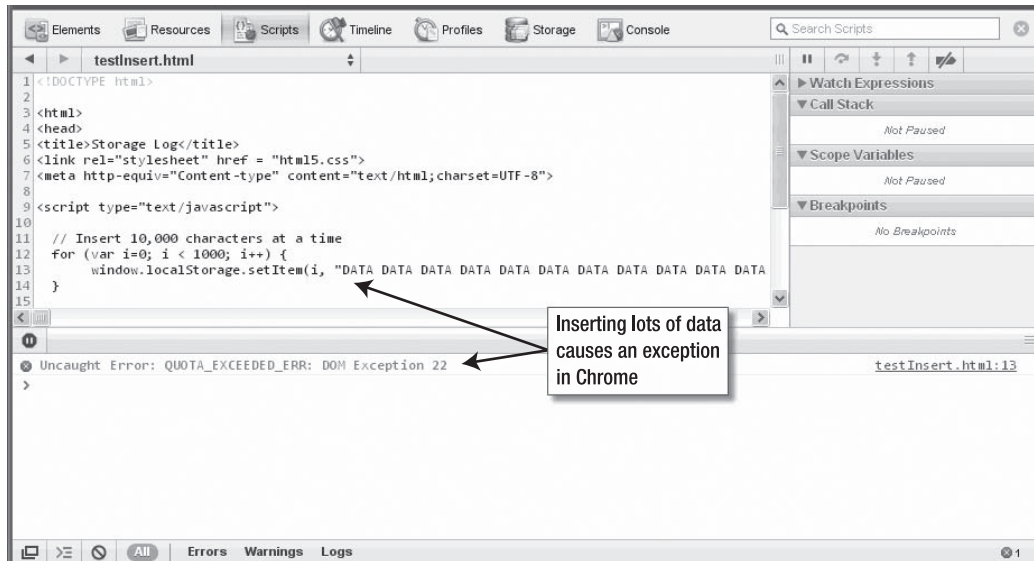 Elements Resources Scripts Timeline Profiles Storage Console Search Scripts
testInsert.html
1 <!DOCTYPE html>
2
3 <html>
4 <head>
5 <title>Storage Log</title>
6 <link rel="stylesheet" href = "html5.css">
7 <meta http-equiv="Content-type" content="text/html;charset=UTF-8">
8
9 <script type="text/javascript">
10
11 // Insert 10,000 characters at a time
12 for (var i=0; i < 1000; i++) {
13 window.localStorage.setItem(i, "DATA DATA DATA DATA DATA DATA DATA DATA DATA DATA DATA
14 }
15
Watch Expressions
Call Stack
Not Paused
Scope Variables
Not Paused
Breakpoints
No Breakpoints
Inserting lots of data
causes an exception
in Chrome
Uncaught Error: QUOTA_EXCEEDED_ERR: DOM Exception 22 testInsert.html:13
>
All Errors Warnings Logs 1